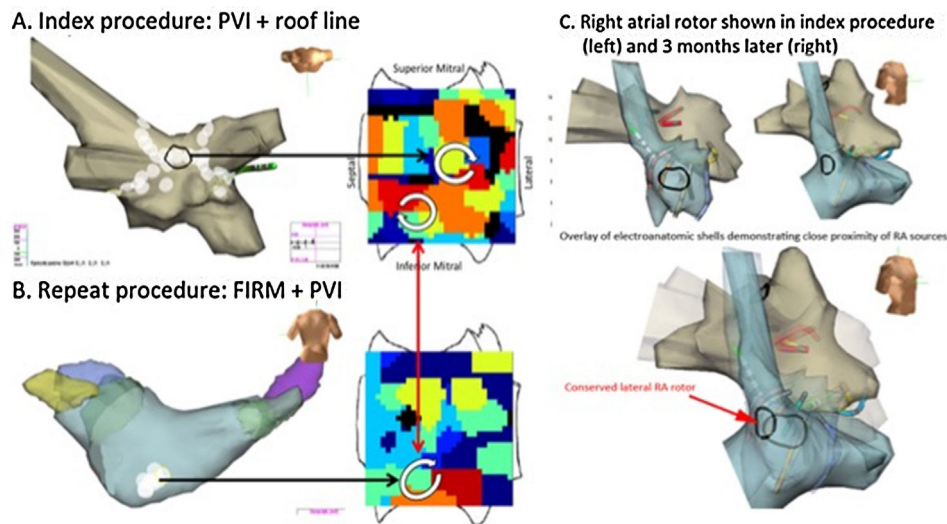 A. Index procedure: PVI + roof line
Superior Mitral
Septal
Lateral
Inferior Mitral
B. Repeat procedure: FIRM + PVI
C. Right atrial rotor shown in index procedure
(left) and 3 months later (right)
Overlay of electroanatomic shells demonstrating close proximity of RA sources
Conserved lateral RA rotor